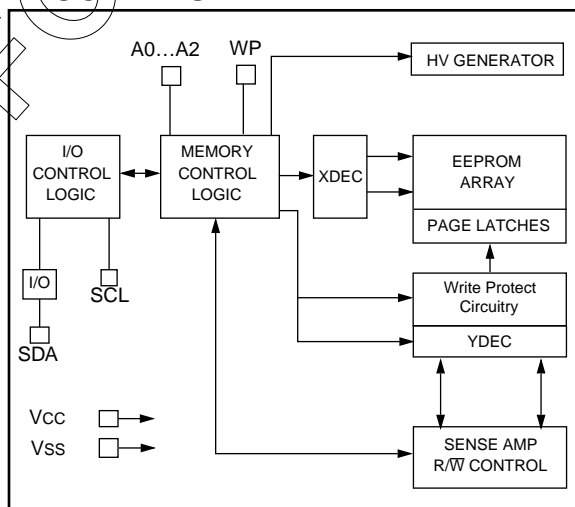 A0...A2
WP
HV GENERATOR
I/O
CONTROL
LOGIC
MEMORY
CONTROL
LOGIC
XDEC
EEPROM
ARRAY
PAGE LATCHES
I/O
SCL
SDA
Write Protect
Circuitry
YDEC
VCC
VSS
SENSE AMP
R/W̅ CONTROL